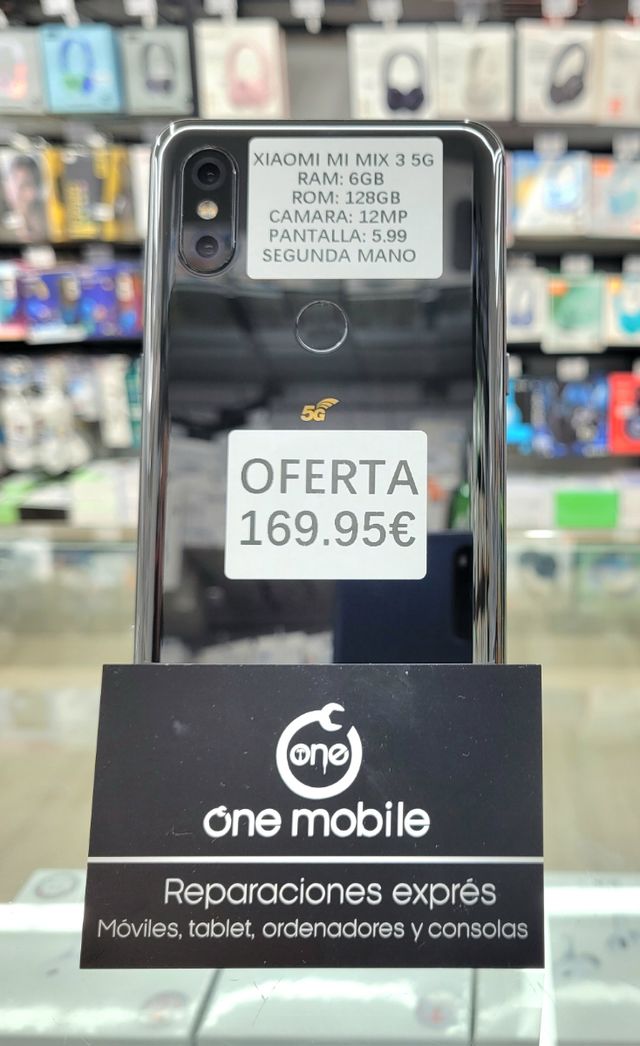 XIAOMI MI MIX 3 5G
RAM: 6GB
ROM: 128GB
CAMARA: 12MP
PANTALLA: 5.99
SEGUNDA MANO
5G
OFERTA
169.95€
one
one mobile
Reparaciones exprés
Móviles, tablet, ordenadores y consolas